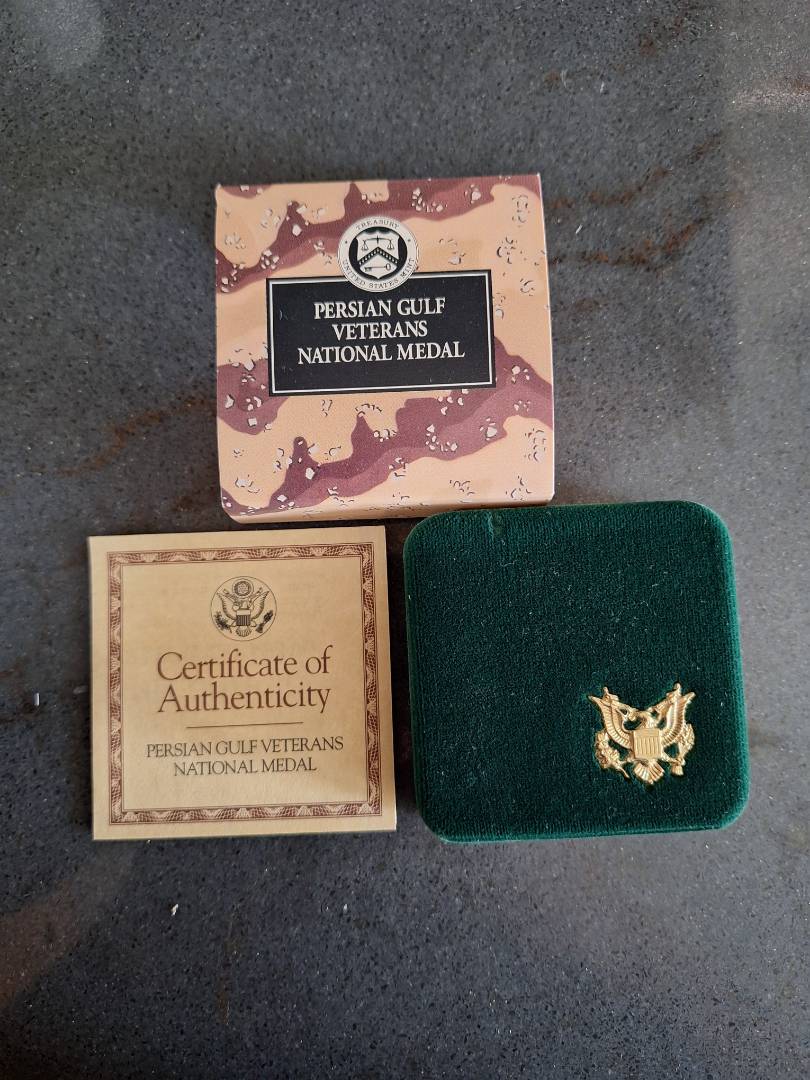 TREASURY
UNITED STATES MINT
PERSIAN GULF
VETERANS
NATIONAL MEDAL
Certificate of
Authenticity
PERSIAN GULF VETERANS
NATIONAL MEDAL